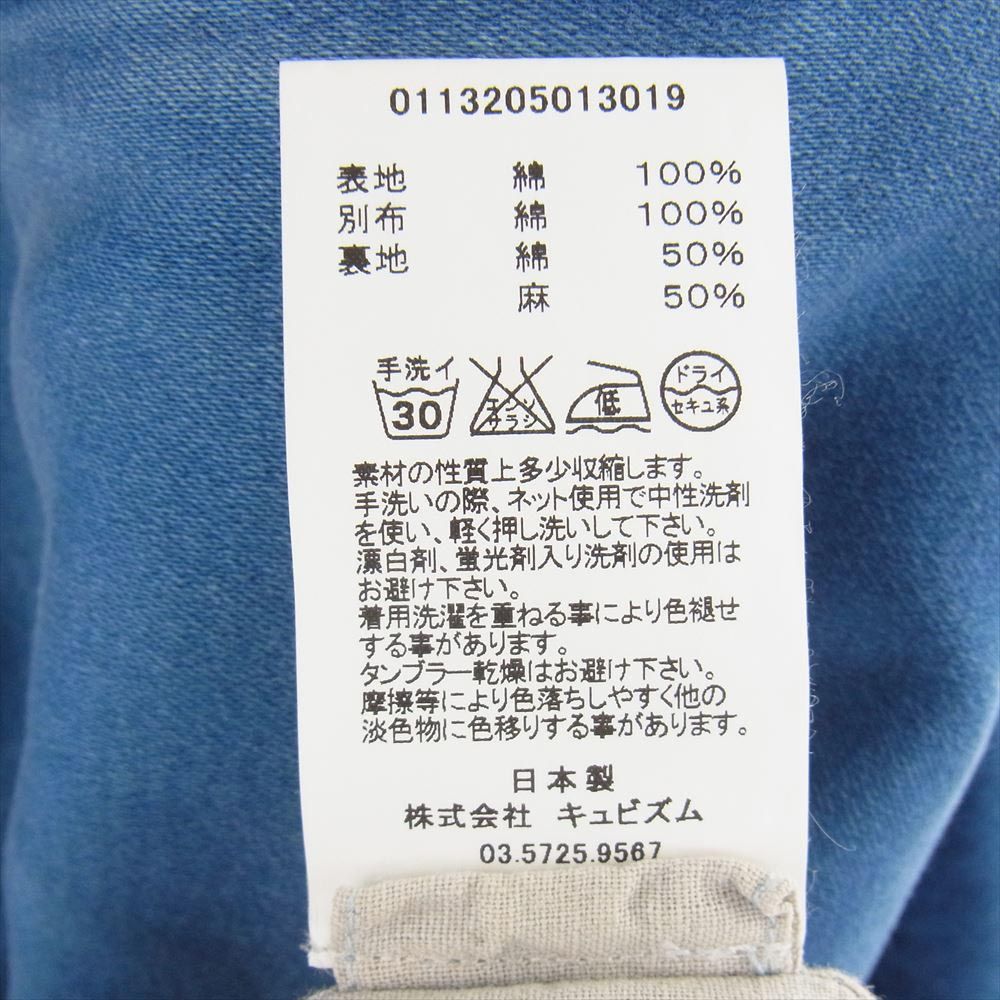 0113205013019
表地 綿 100%
別布 綿 100%
裏地 綿 50%
麻 50%
手洗イ 30 エンソサラシ 低 ドライ セキユ系
素材の性質上多少収縮します。
手洗いの際、ネット使用で中性洗剤
を使い、軽く押し洗いして下さい。
漂白剤、蛍光剤入り洗剤の使用は
お避け下さい。
着用洗濯を重ねる事により色褪せ
する事があります。
タンブラー乾燥はお避け下さい。
摩擦等により色落ちしやすく他の
淡色物に色移りする事があります。
日本製
株式会社 キュビズム
03.5725.9567